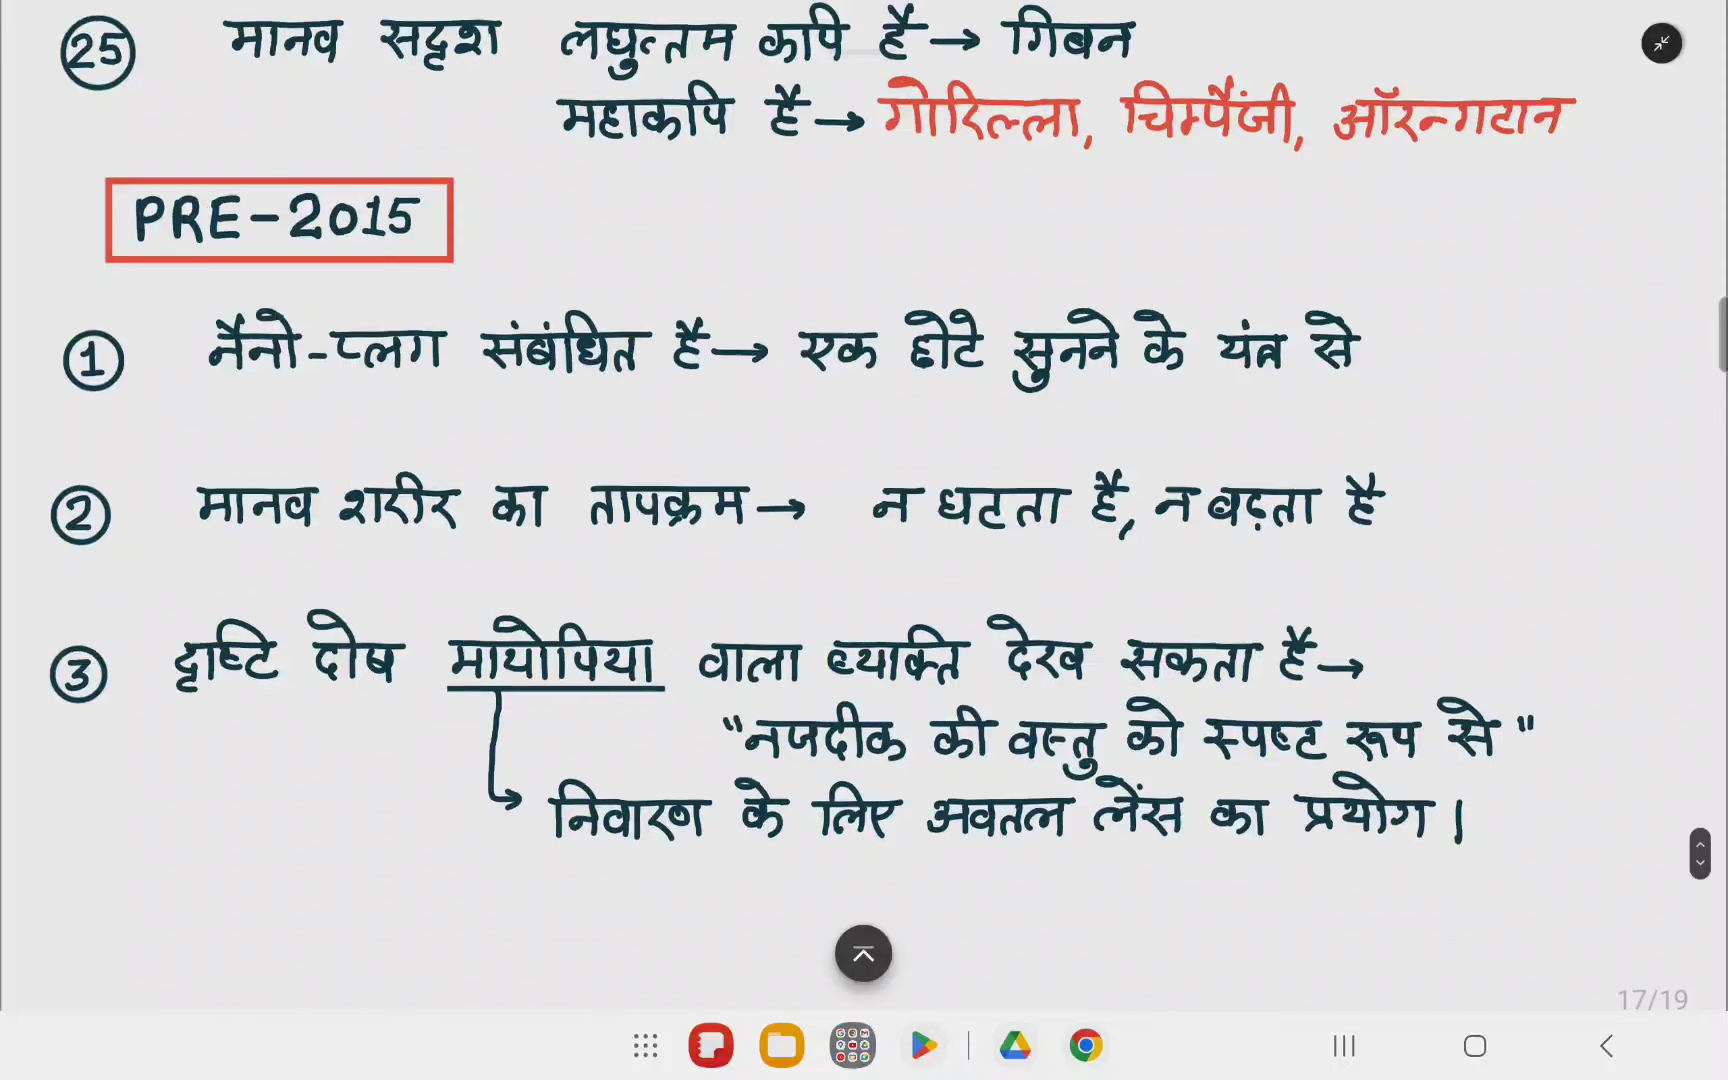 25 मानव सदृश लघुत्तम कपि है → गिबन
महाकपि है → गोरिल्ला, चिम्पैंजी, ऑरन्गटान
PRE-2015
1 नैनो-प्लग संबंधित है → एक छोटे सुनने के यंत्र से
2 मानव शरीर का तापक्रम → न घटता है, न बढ़ता है
3 दृष्टि दोष मायोपिया वाला व्यक्ति देख सकता है →
"नजदीक की वस्तु को स्पष्ट रूप से"
निवारण के लिए अवतल लेंस का प्रयोग।
17/19